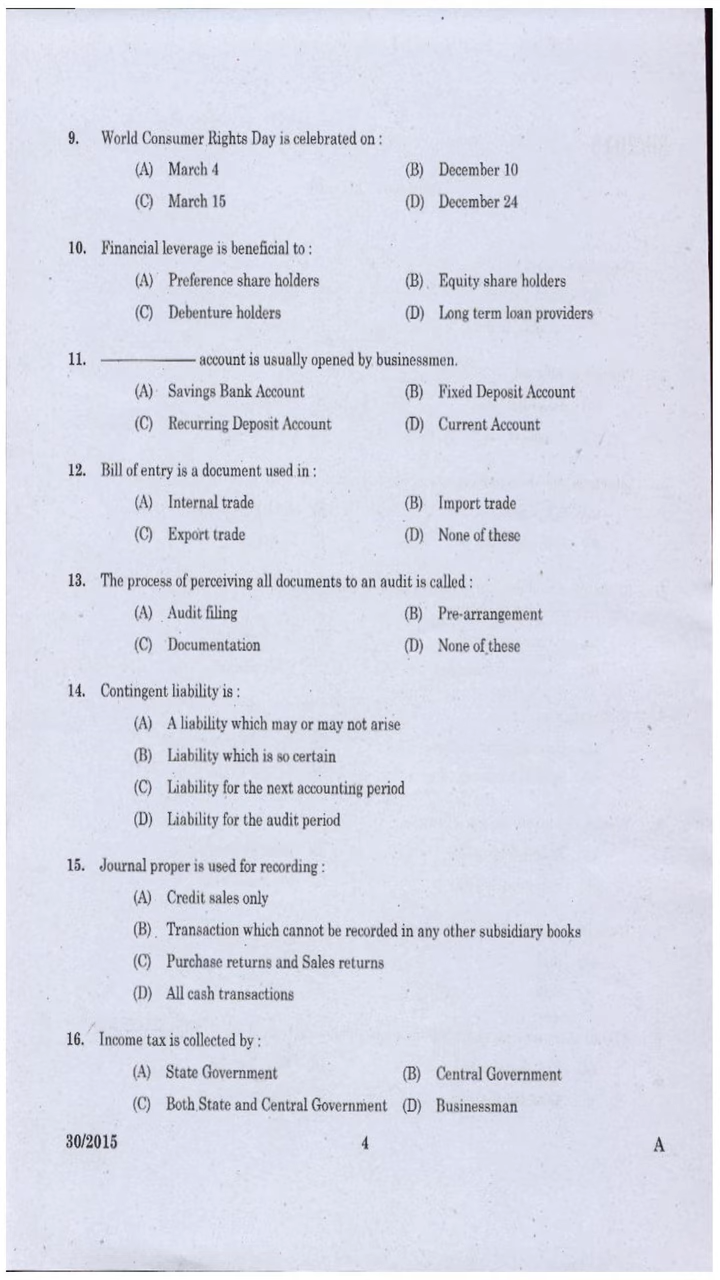 9. World Consumer Rights Day is celebrated on :
(A) March 4 (B) December 10
(C) March 15 (D) December 24
10. Financial leverage is beneficial to :
(A) Preference share holders (B) Equity share holders
(C) Debenture holders (D) Long term loan providers
11. ———— account is usually opened by businessmen.
(A) Savings Bank Account (B) Fixed Deposit Account
(C) Recurring Deposit Account (D) Current Account
12. Bill of entry is a document used in :
(A) Internal trade (B) Import trade
(C) Export trade (D) None of these
13. The process of perceiving all documents to an audit is called :
(A) Audit filing (B) Pre-arrangement
(C) Documentation (D) None of these
14. Contingent liability is :
(A) A liability which may or may not arise
(B) Liability which is so certain
(C) Liability for the next accounting period
(D) Liability for the audit period
15. Journal proper is used for recording :
(A) Credit sales only
(B) Transaction which cannot be recorded in any other subsidiary books
(C) Purchase returns and Sales returns
(D) All cash transactions
16. Income tax is collected by :
(A) State Government (B) Central Government
(C) Both State and Central Government (D) Businessman
30/2015 4 A